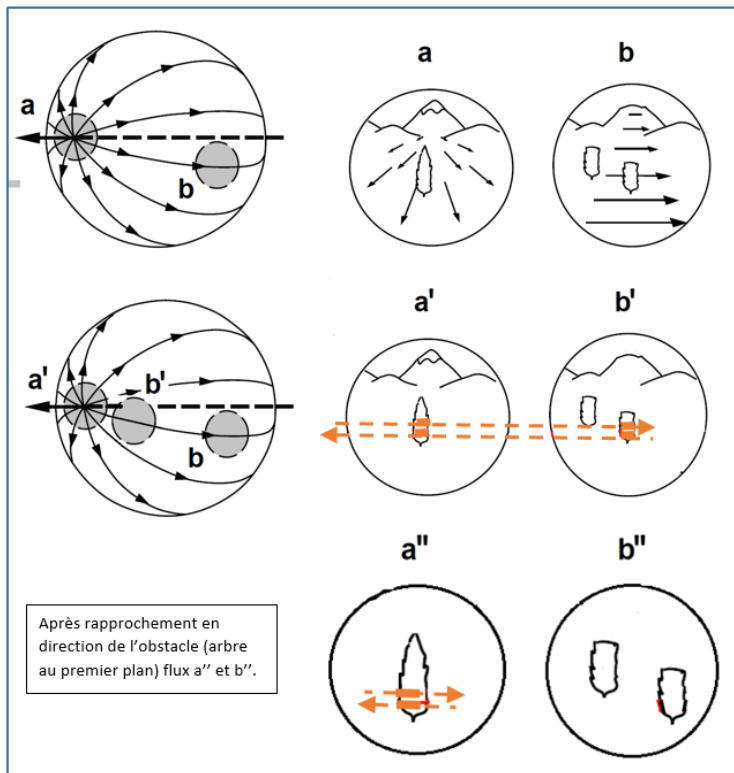 a
b
a
b
a'
b'
b
a'
b'
a"
b"
Après rapprochement en
direction de l'obstacle (arbre
au premier plan) flux a'' et b''.